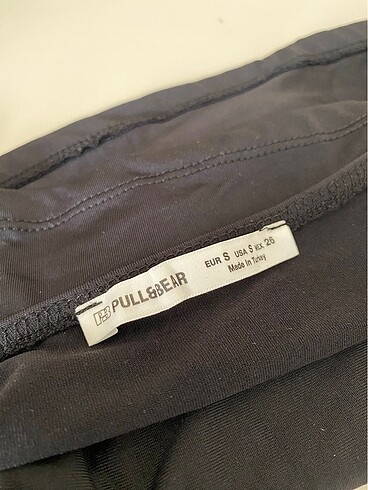 PULL&BEAR
EUR S USA S MEX 26
Made in Turkey